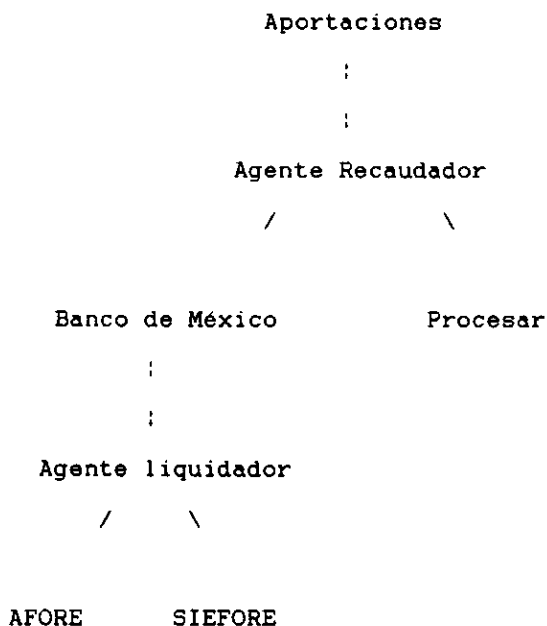 Aportaciones
¦
¦
Agente Recaudador
/ \
Banco de México Procesar
¦
¦
Agente liquidador
/ \
AFORE SIEFORE